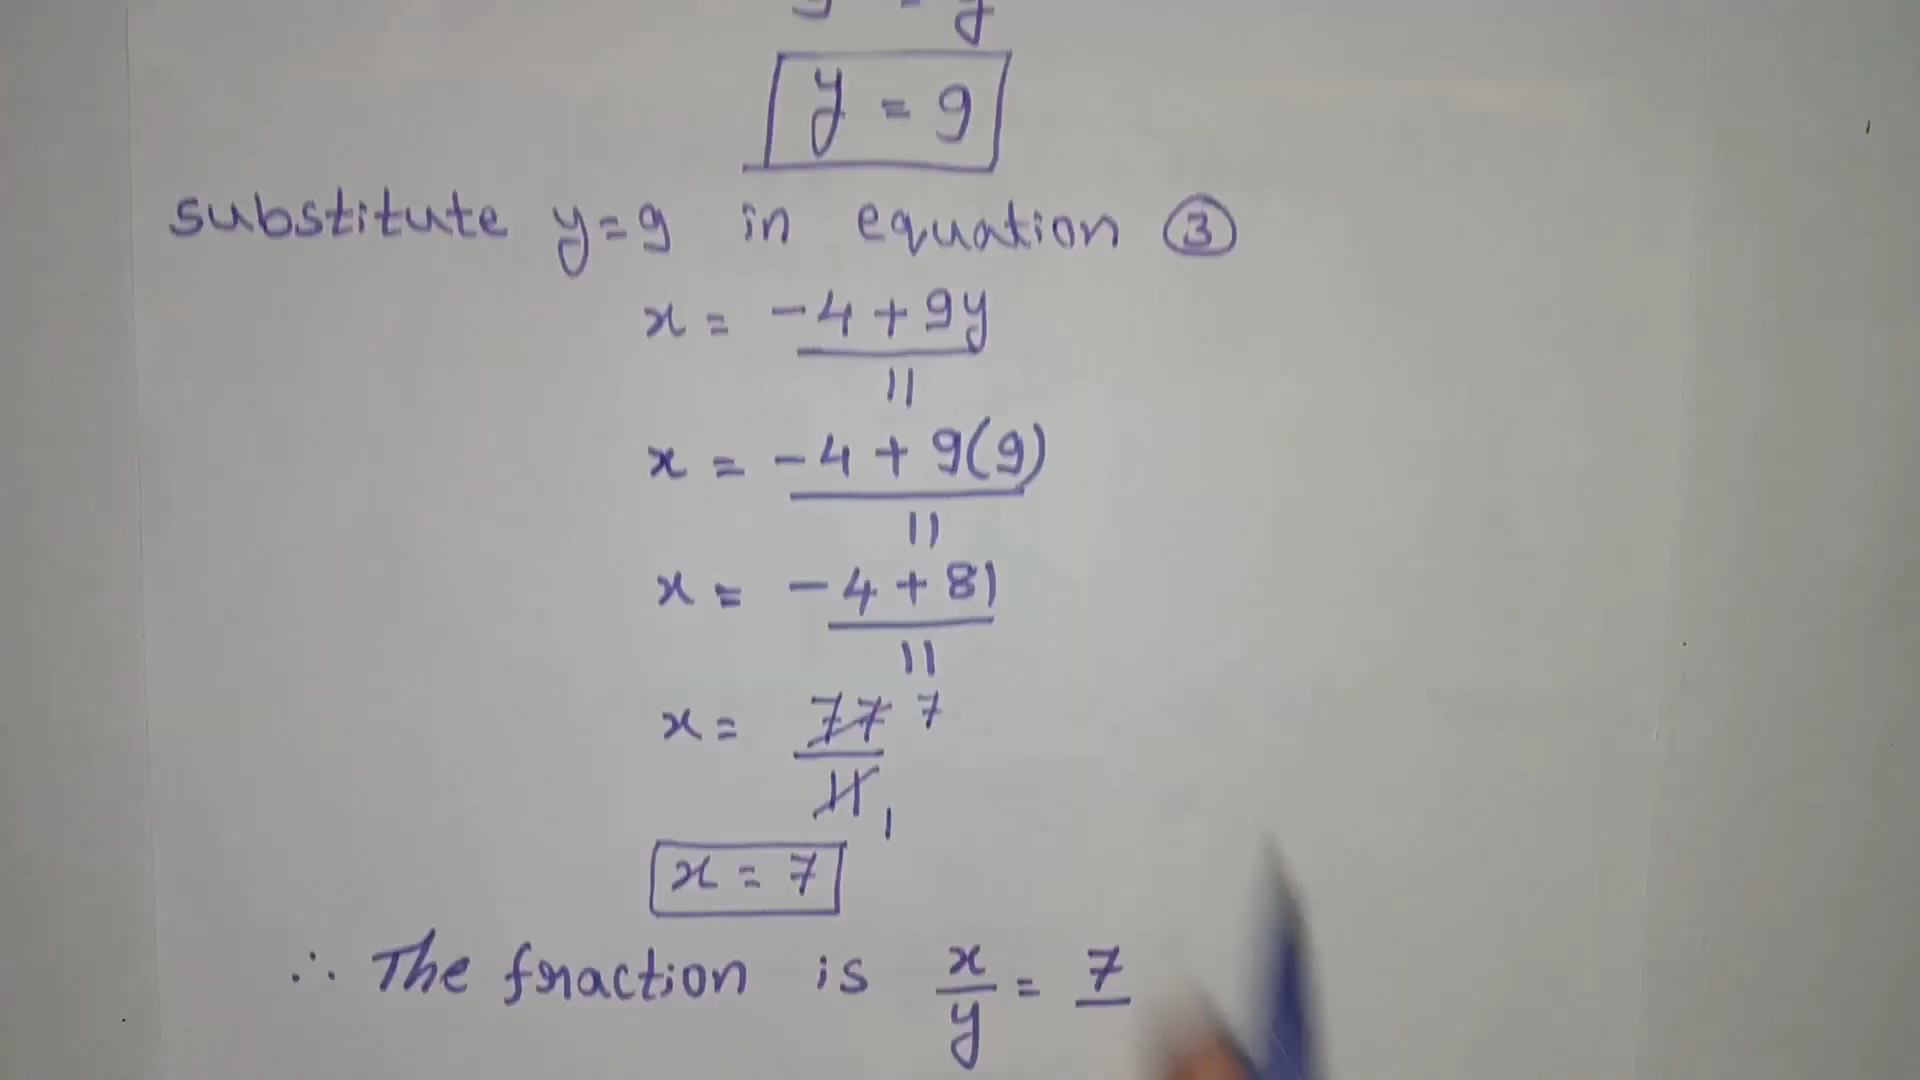 y = 9
substitute y=9 in equation ③
x = -4 + 9y
11
x = -4 + 9(9)
11
x = -4 + 81
11
x = 77 7
11 1
x = 7
∴ The fraction is x/y = 7